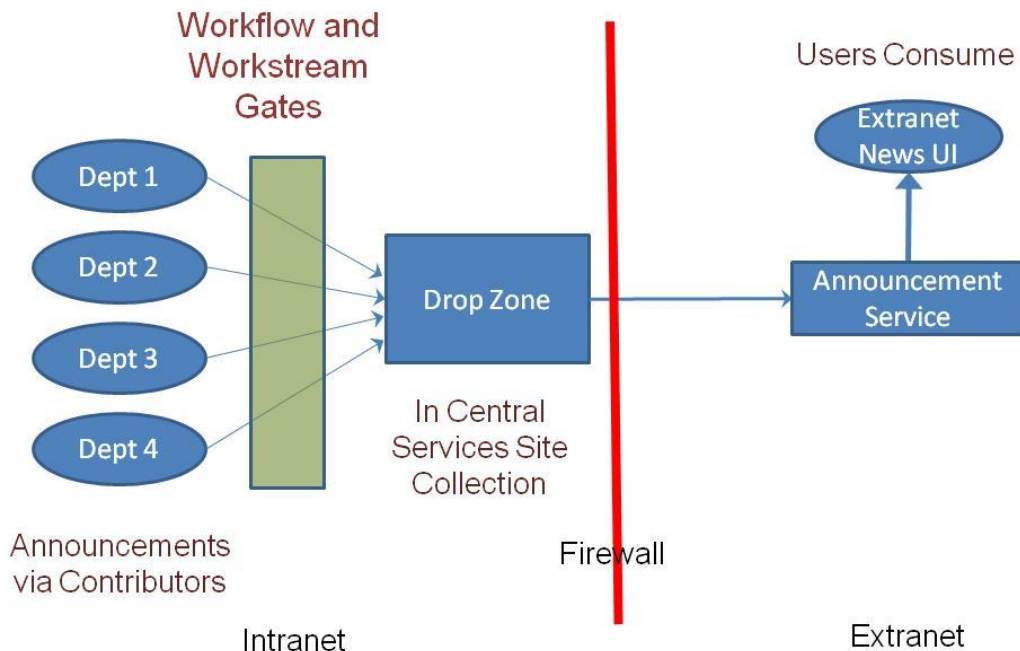 Workflow and
Workstream
Gates
Users Consume
Extranet
News UI
Dept 1
Dept 2
Dept 3
Dept 4
Drop Zone
Announcement
Service
In Central
Services Site
Collection
Announcements
via Contributors
Firewall
Intranet
Extranet